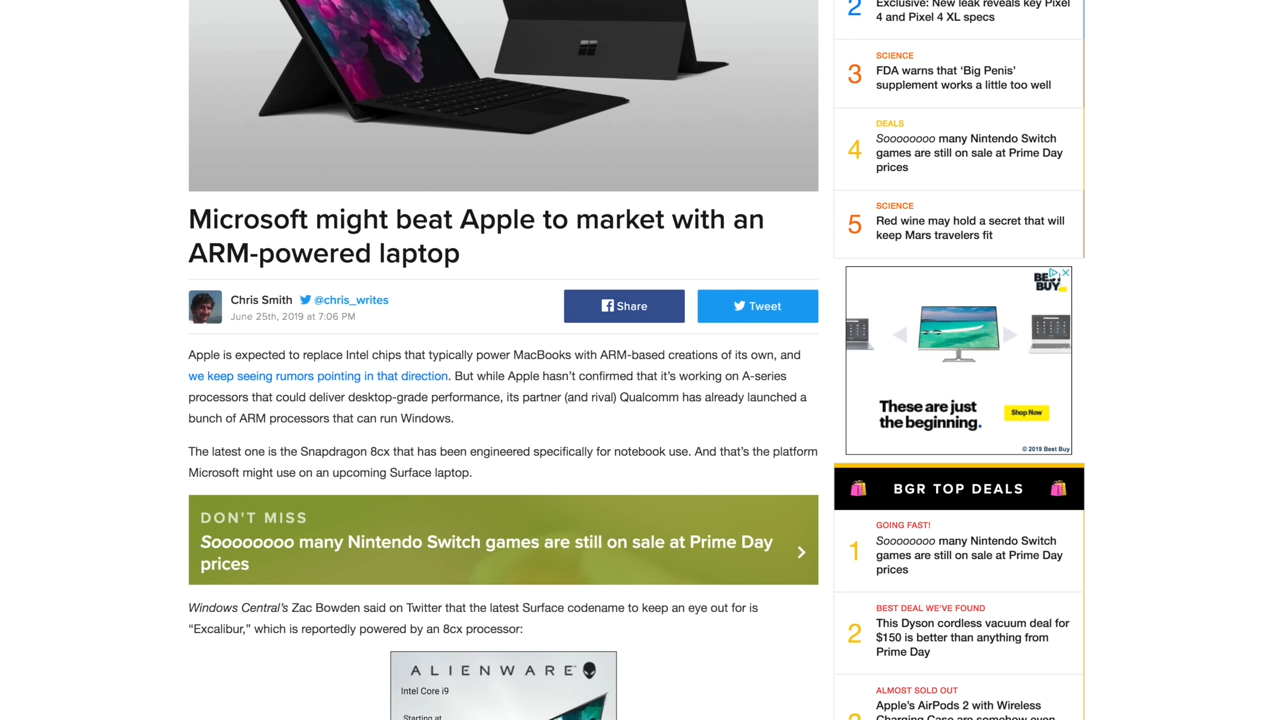 Microsoft might beat Apple to market with an
ARM-powered laptop
Chris Smith @chris_writes
June 25th, 2019 at 7:06 PM
Share
Tweet
Apple is expected to replace Intel chips that typically power MacBooks with ARM-based creations of its own, and
we keep seeing rumors pointing in that direction. But while Apple hasn’t confirmed that it’s working on A-series
processors that could deliver desktop-grade performance, its partner (and rival) Qualcomm has already launched a
bunch of ARM processors that can run Windows.
The latest one is the Snapdragon 8cx that has been engineered specifically for notebook use. And that’s the platform
Microsoft might use on an upcoming Surface laptop.
DON'T MISS
Soooooooo many Nintendo Switch games are still on sale at Prime Day
prices
Windows Central’s Zac Bowden said on Twitter that the latest Surface codename to keep an eye out for is
“Excalibur,” which is reportedly powered by an 8cx processor:
ALIENWARE
Intel Core i9
Starting at
2
Exclusive: New leak reveals key Pixel
4 and Pixel 4 XL specs
SCIENCE
3
FDA warns that ‘Big Penis’
supplement works a little too well
DEALS
4
Soooooooo many Nintendo Switch
games are still on sale at Prime Day
prices
SCIENCE
5
Red wine may hold a secret that will
keep Mars travelers fit
BEST
BUY
These are just
the beginning.
Shop Now
© 2019 Best Buy
BGR TOP DEALS
GOING FAST!
1
Soooooooo many Nintendo Switch
games are still on sale at Prime Day
prices
BEST DEAL WE'VE FOUND
2
This Dyson cordless vacuum deal for
$150 is better than anything from
Prime Day
ALMOST SOLD OUT
Apple’s AirPods 2 with Wireless
Charging Case are somehow even